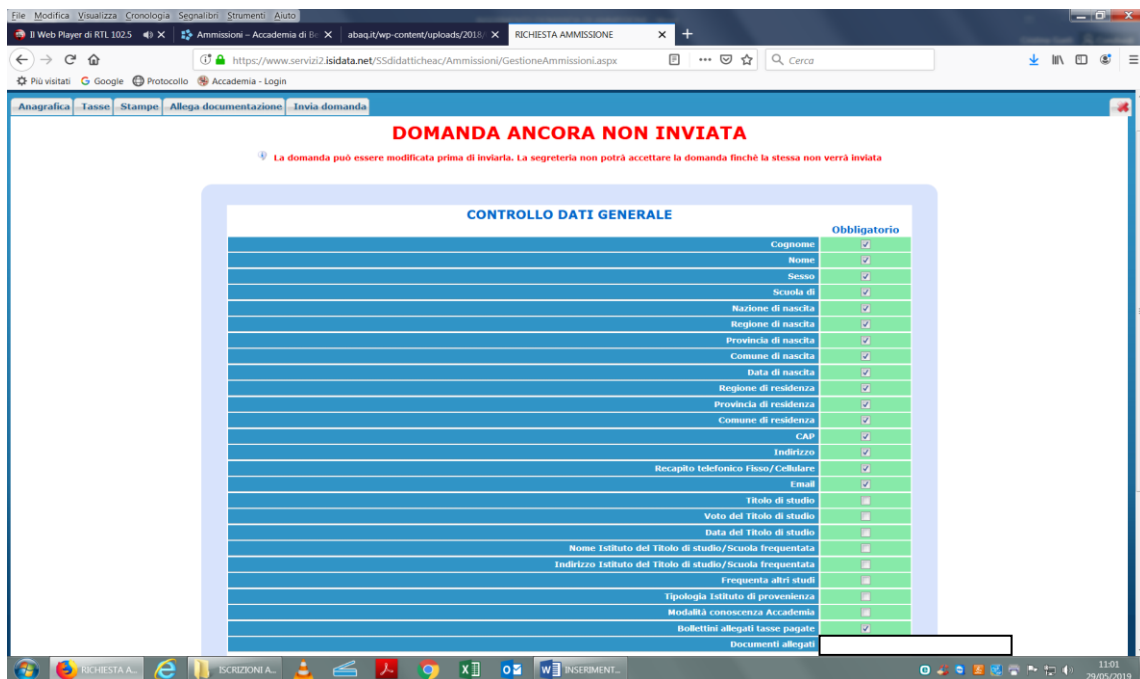 File Modifica Visualizza Cronologia Segnalibri Strumenti Aiuto
Il Web Player di RTL 102.5
Ammissioni – Accademia di Be
abaq.it/wp-content/uploads/2018/
RICHIESTA AMMISSIONE
https://www.servizi2.isidata.net/SSdidatticheac/Ammissioni/GestioneAmmissioni.aspx
Cerca
Più visitati Google Protocollo Accademia - Login
Anagrafica Tasse Stampe Allega documentazione Invia domanda
DOMANDA ANCORA NON INVIATA
La domanda può essere modificata prima di inviarla. La segreteria non potrà accettare la domanda finchè la stessa non verrà inviata
CONTROLLO DATI GENERALE
Obbligatorio
Cognome
Nome
Sesso
Scuola di
Nazione di nascita
Regione di nascita
Provincia di nascita
Comune di nascita
Data di nascita
Regione di residenza
Provincia di residenza
Comune di residenza
CAP
Indirizzo
Recapito telefonico Fisso/Cellulare
Email
Titolo di studio
Voto del Titolo di studio
Data del Titolo di studio
Nome Istituto del Titolo di studio/Scuola frequentata
Indirizzo Istituto del Titolo di studio/Scuola frequentata
Frequenta altri studi
Tipologia Istituto di provenienza
Modalità conoscenza Accademia
Bollettini allegati tasse pagate
Documenti allegati
RICHIESTA A...
ISCRIZIONI A...
INSERIMENT...
11:01
29/05/2019